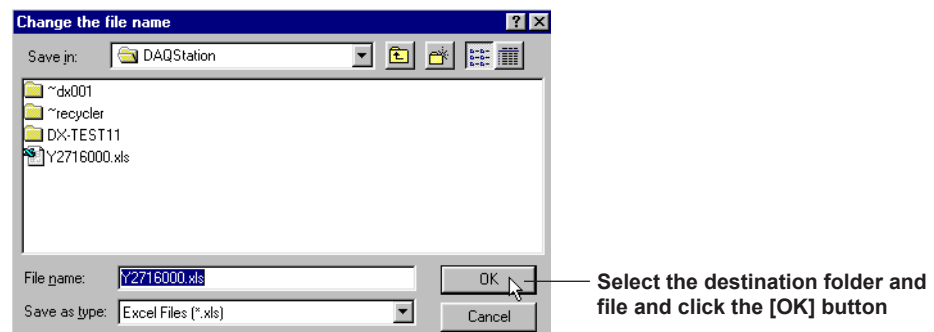 Change the file name
Save in: DAQStation
~dx001
~recycler
DX-TEST11
Y2716000.xls
File name: Y2716000.xls
OK
Save as type: Excel Files (*.xls)
Cancel
Select the destination folder and
file and click the [OK] button